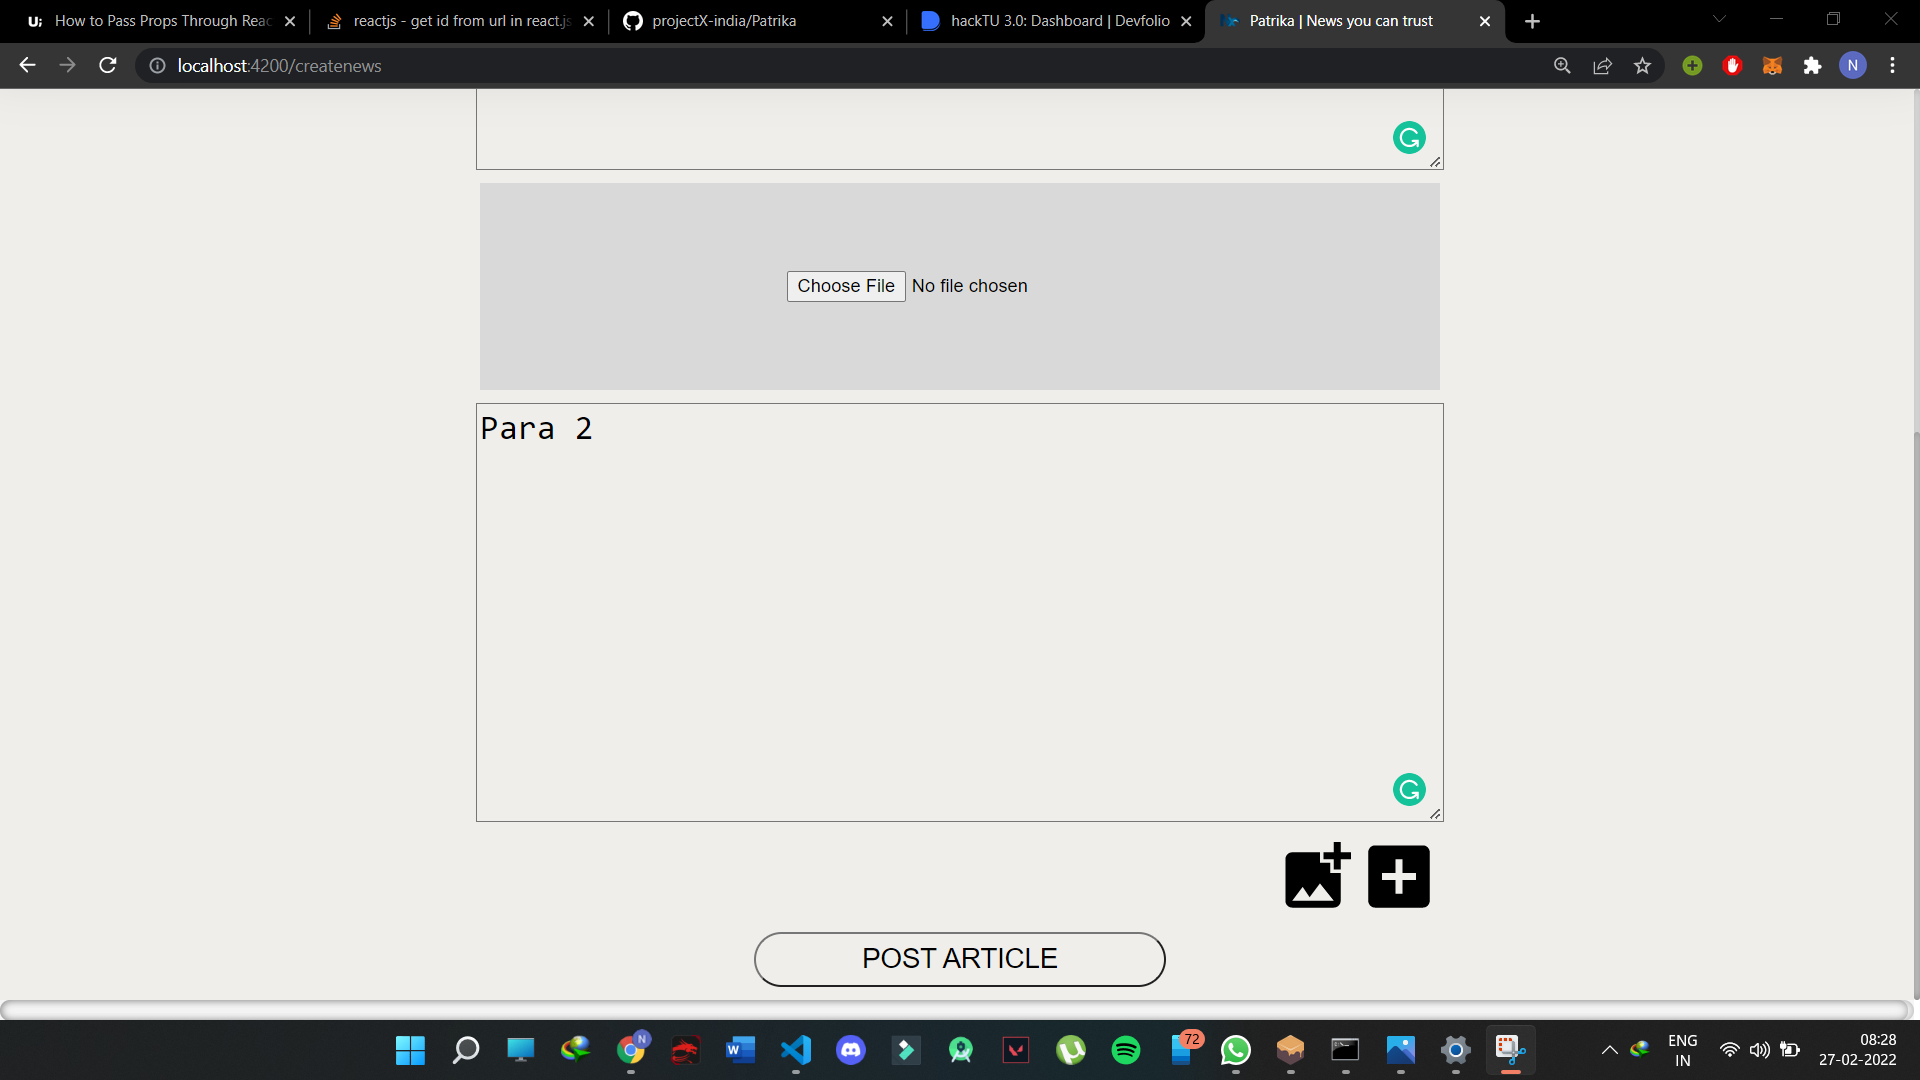 How to Pass Props Through Reac
reactjs - get id from url in react.js
projectX-india/Patrika
hackTU 3.0: Dashboard | Devfolio
Patrika | News you can trust
localhost:4200/createnews
N
Choose File No file chosen
Para 2
POST ARTICLE
N
72
ENG
IN
08:28
27-02-2022